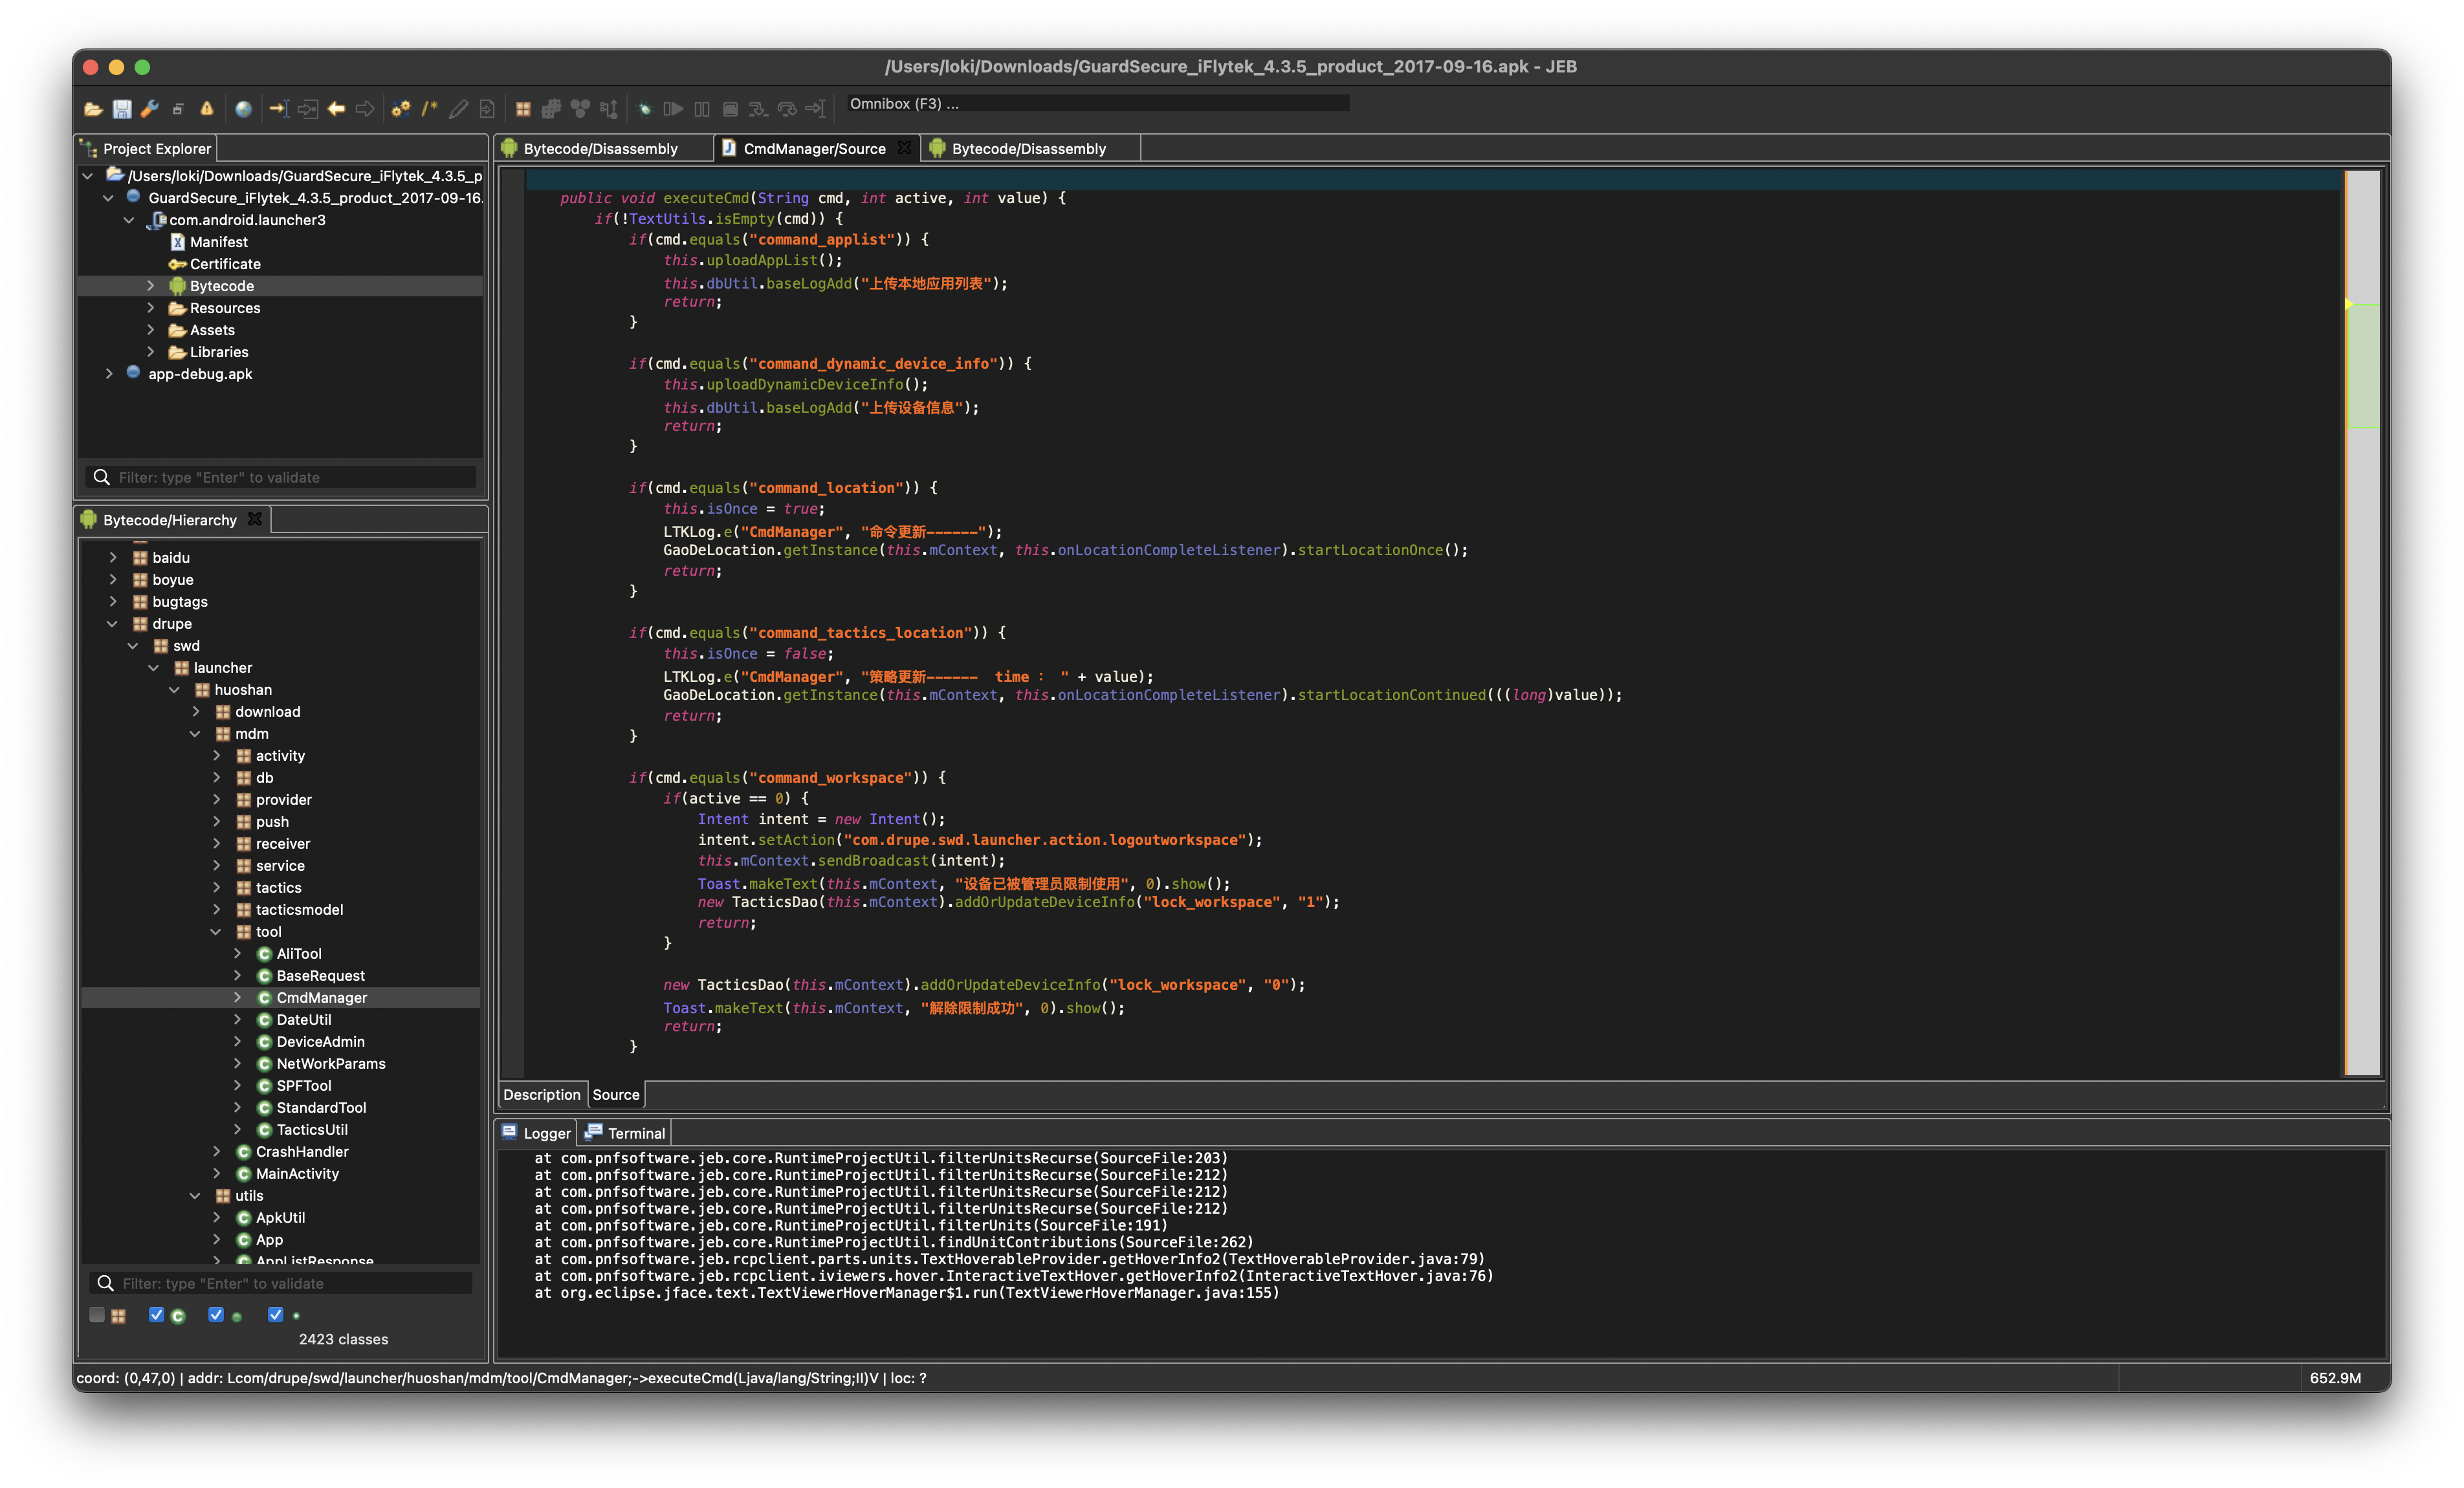 /Users/loki/Downloads/GuardSecure_iFlytek_4.3.5_product_2017-09-16.apk - JEB
Omnibox (F3) ...
Project Explorer
/Users/loki/Downloads/GuardSecure_iFlytek_4.3.5_p
GuardSecure_iFlytek_4.3.5_product_2017-09-16.
com.android.launcher3
Manifest
Certificate
Bytecode
Resources
Assets
Libraries
app-debug.apk
Filter: type "Enter" to validate
Bytecode/Hierarchy
baidu
boyue
bugtags
drupe
swd
launcher
huoshan
download
mdm
activity
db
provider
push
receiver
service
tactics
tacticsmodel
tool
AliTool
BaseRequest
CmdManager
DateUtil
DeviceAdmin
NetWorkParams
SPFTool
StandardTool
TacticsUtil
CrashHandler
MainActivity
utils
ApkUtil
App
AppListResponse
Filter: type "Enter" to validate
2423 classes
Bytecode/Disassembly
CmdManager/Source
Bytecode/Disassembly
public void executeCmd(String cmd, int active, int value) {
if(!TextUtils.isEmpty(cmd)) {
if(cmd.equals("command_applist")) {
this.uploadAppList();
this.dbUtil.baseLogAdd("上传本地应用列表");
return;
}
if(cmd.equals("command_dynamic_device_info")) {
this.uploadDynamicDeviceInfo();
this.dbUtil.baseLogAdd("上传设备信息");
return;
}
if(cmd.equals("command_location")) {
this.isOnce = true;
LTKLog.e("CmdManager", "命令更新------");
GaoDeLocation.getInstance(this.mContext, this.onLocationCompleteListener).startLocationOnce();
return;
}
if(cmd.equals("command_tactics_location")) {
this.isOnce = false;
LTKLog.e("CmdManager", "策略更新------  time : " + value);
GaoDeLocation.getInstance(this.mContext, this.onLocationCompleteListener).startLocationContinued(((long)value));
return;
}
if(cmd.equals("command_workspace")) {
if(active == 0) {
Intent intent = new Intent();
intent.setAction("com.drupe.swd.launcher.action.logoutworkspace");
this.mContext.sendBroadcast(intent);
Toast.makeText(this.mContext, "设备已被管理员限制使用", 0).show();
new TacticsDao(this.mContext).addOrUpdateDeviceInfo("lock_workspace", "1");
return;
}
new TacticsDao(this.mContext).addOrUpdateDeviceInfo("lock_workspace", "0");
Toast.makeText(this.mContext, "解除限制成功", 0).show();
return;
}
Description
Source
Logger
Terminal
at com.pnfsoftware.jeb.core.RuntimeProjectUtil.filterUnitsRecurse(SourceFile:203)
at com.pnfsoftware.jeb.core.RuntimeProjectUtil.filterUnitsRecurse(SourceFile:212)
at com.pnfsoftware.jeb.core.RuntimeProjectUtil.filterUnitsRecurse(SourceFile:212)
at com.pnfsoftware.jeb.core.RuntimeProjectUtil.filterUnitsRecurse(SourceFile:212)
at com.pnfsoftware.jeb.core.RuntimeProjectUtil.filterUnits(SourceFile:191)
at com.pnfsoftware.jeb.core.RuntimeProjectUtil.findUnitContributions(SourceFile:262)
at com.pnfsoftware.jeb.rcpclient.parts.units.TextHoverableProvider.getHoverInfo2(TextHoverableProvider.java:79)
at com.pnfsoftware.jeb.rcpclient.iviewers.hover.InteractiveTextHover.getHoverInfo2(InteractiveTextHover.java:76)
at org.eclipse.jface.text.TextViewerHoverManager$1.run(TextViewerHoverManager.java:155)
coord: (0,47,0) | addr: Lcom/drupe/swd/launcher/huoshan/mdm/tool/CmdManager;->executeCmd(Ljava/lang/String;II)V | loc: ?
652.9M